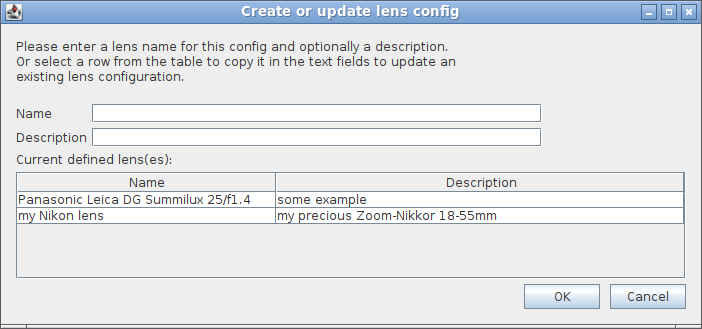 Create or update lens config
Please enter a lens name for this config and optionally a description.
Or select a row from the table to copy it in the text fields to update an
existing lens configuration.
Name
Description
Current defined lens(es):
Name Description
Panasonic Leica DG Summilux 25/f1.4 some example
my Nikon lens my precious Zoom-Nikkor 18-55mm
OK Cancel